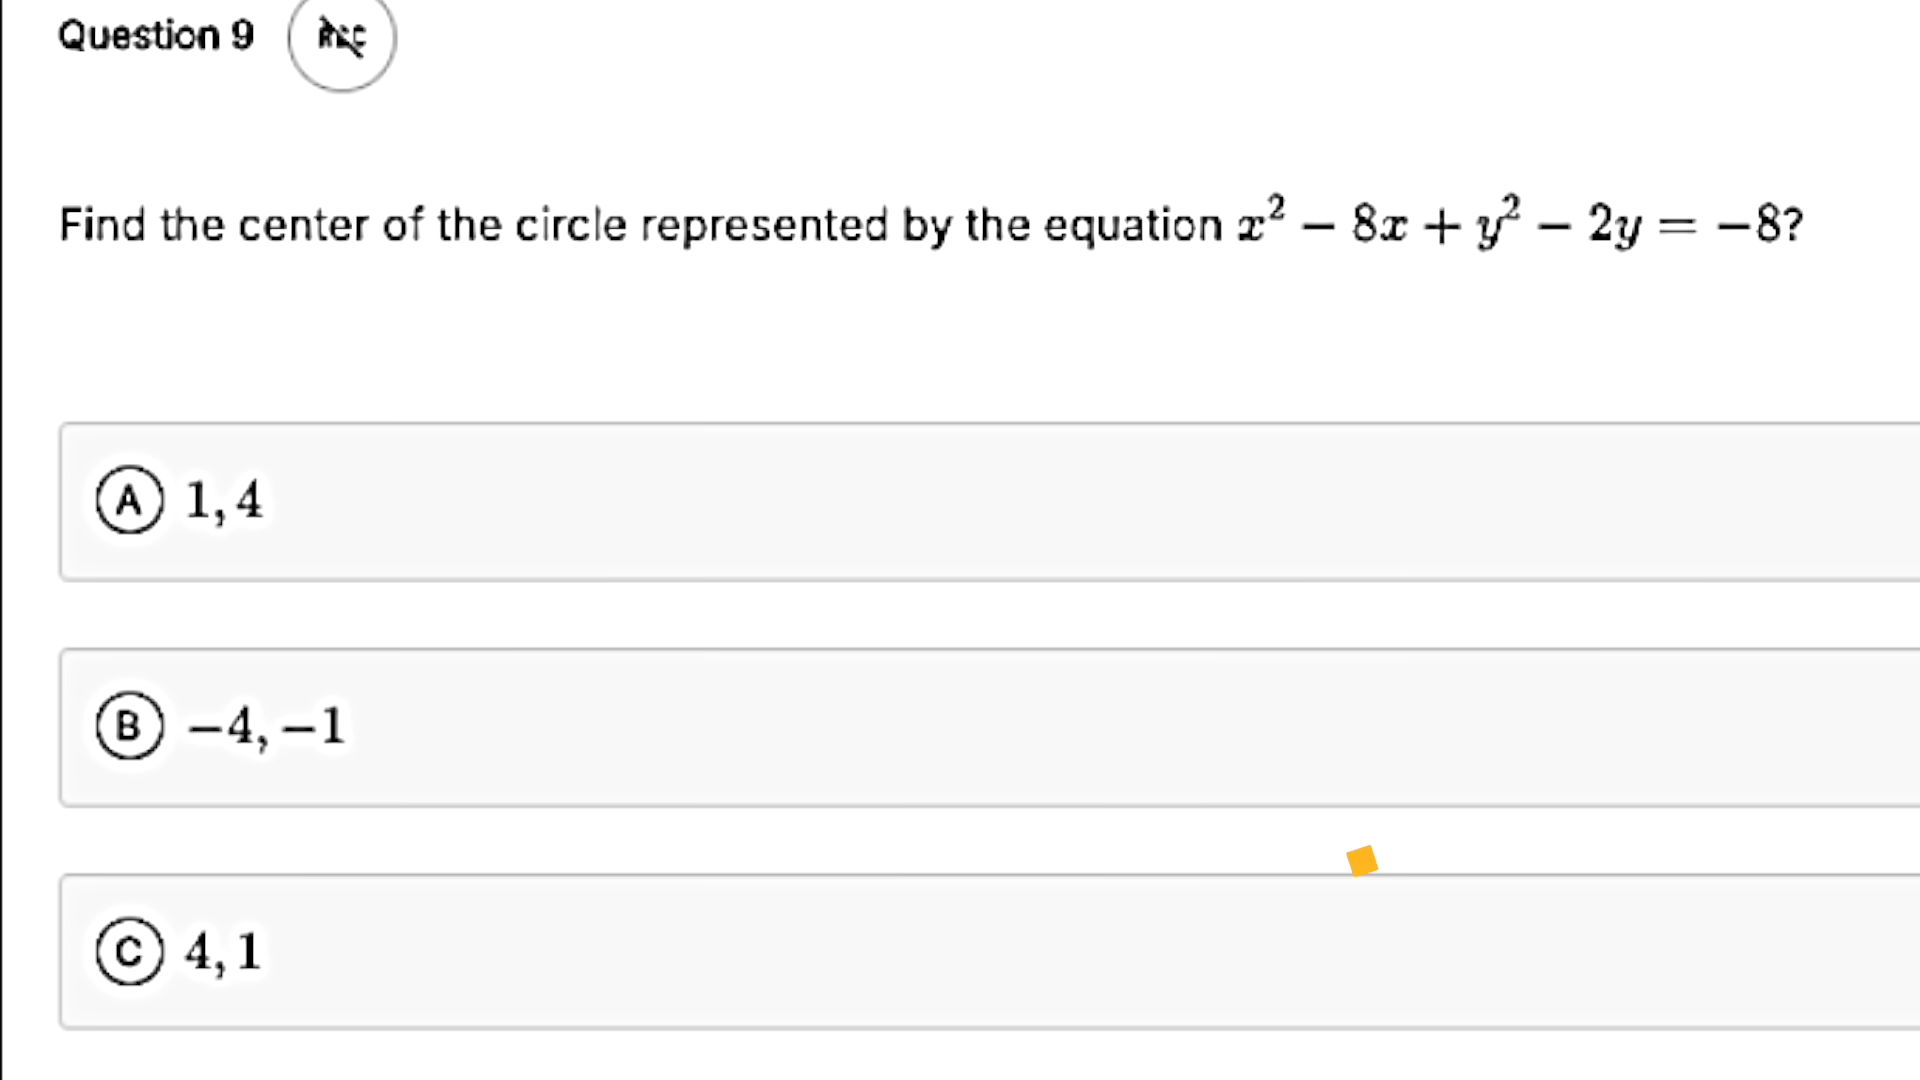 Question 9
Find the center of the circle represented by the equation x² − 8x + y² − 2y = −8?
A 1, 4
B −4, −1
C 4, 1